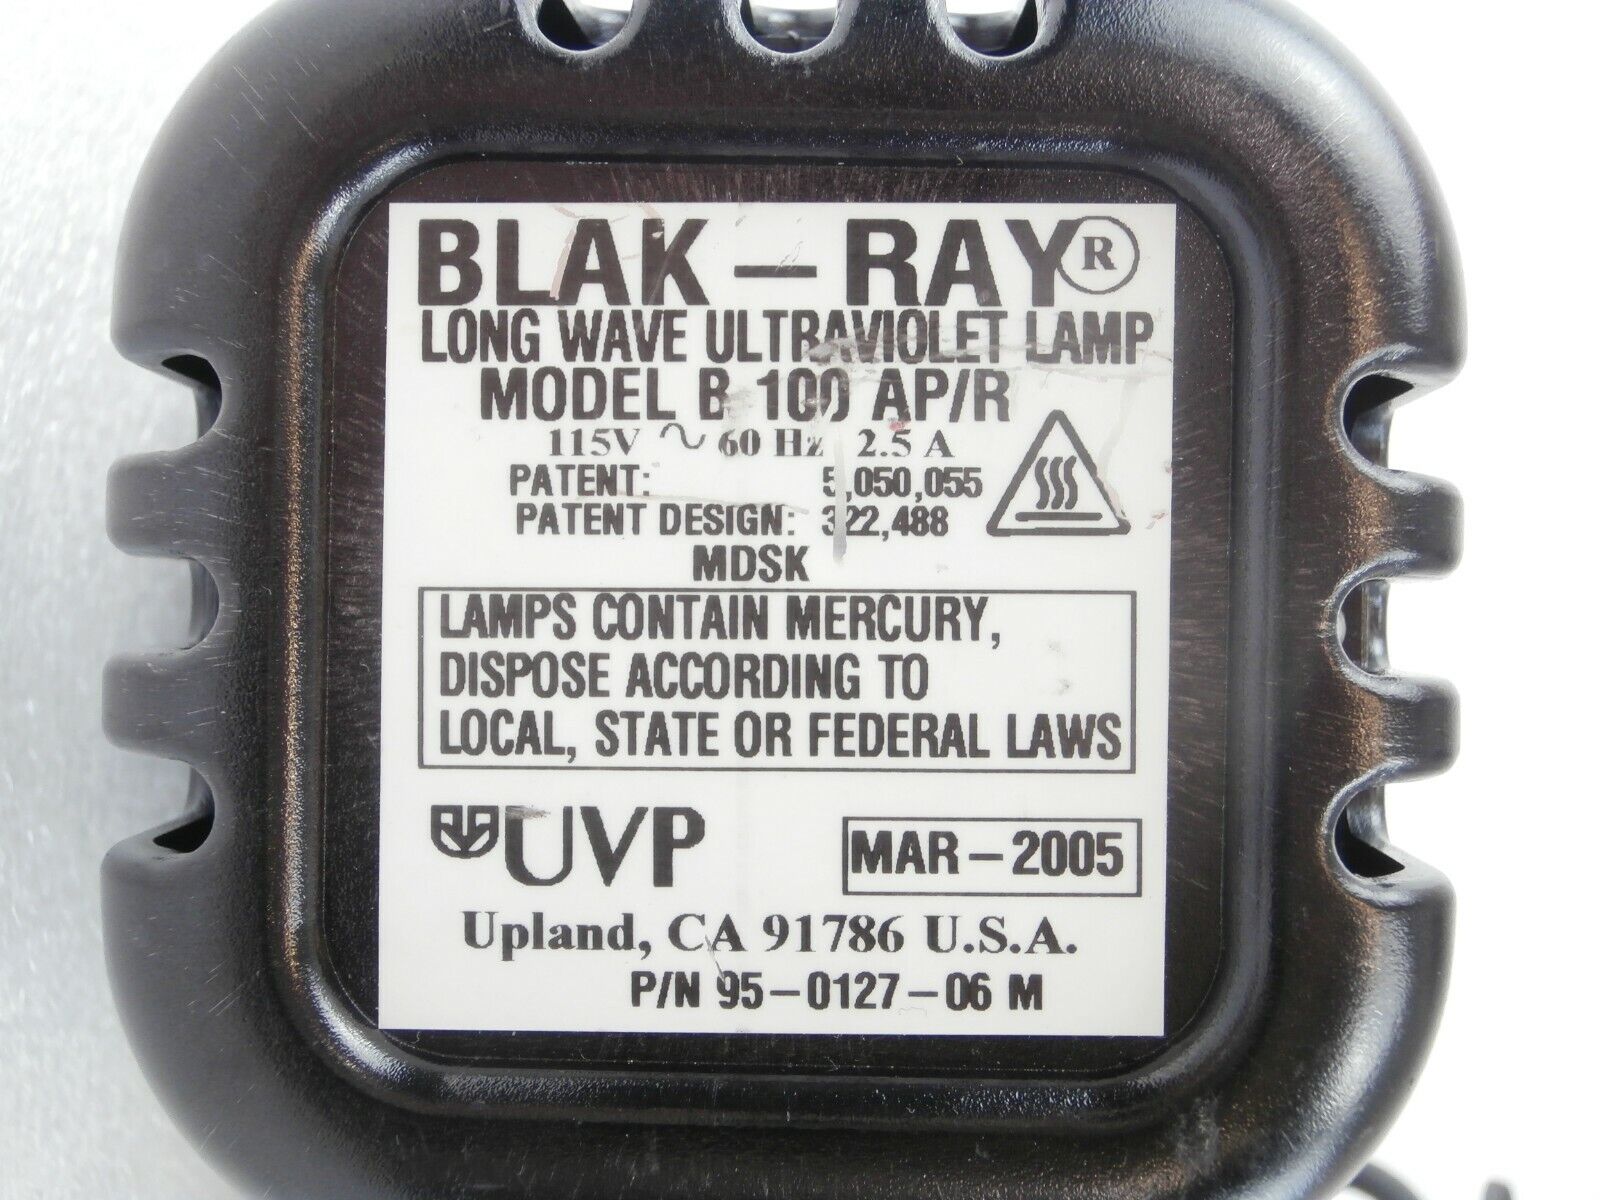 BLAK – RAY®
LONG WAVE ULTRAVIOLET LAMP
MODEL B 100 AP/R
115V ~ 60 Hz 2.5 A
PATENT: 5,050,055
PATENT DESIGN: 322,488
MDSK
LAMPS CONTAIN MERCURY,
DISPOSE ACCORDING TO
LOCAL, STATE OR FEDERAL LAWS
UVP
MAR – 2005
Upland, CA 91786 U.S.A.
P/N 95–0127–06 M